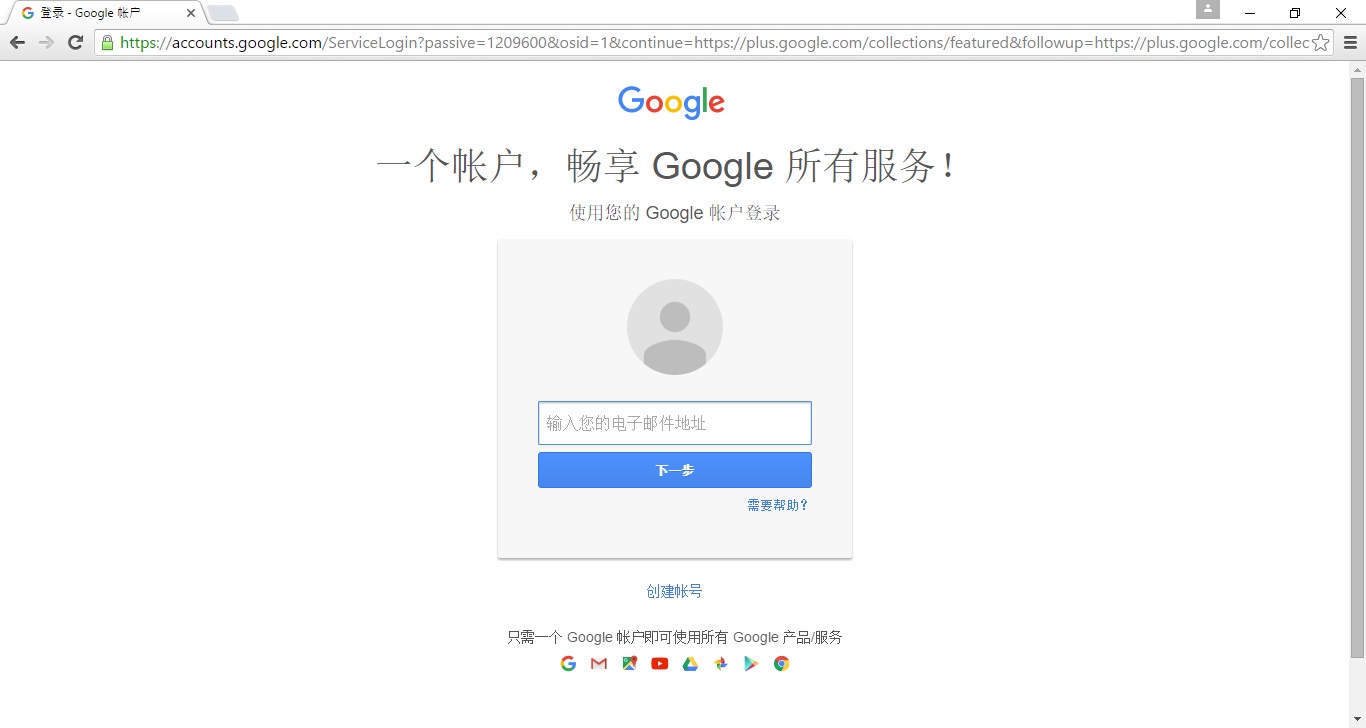 登录 - Google 帐户
https://accounts.google.com/ServiceLogin?passive=1209600&osid=1&continue=https://plus.google.com/collections/featured&followup=https://plus.google.com/collec
Google
一个帐户，畅享 Google 所有服务！
使用您的 Google 帐户登录
输入您的电子邮件地址
下一步
需要帮助？
创建帐号
只需一个 Google 帐户即可使用所有 Google 产品/服务